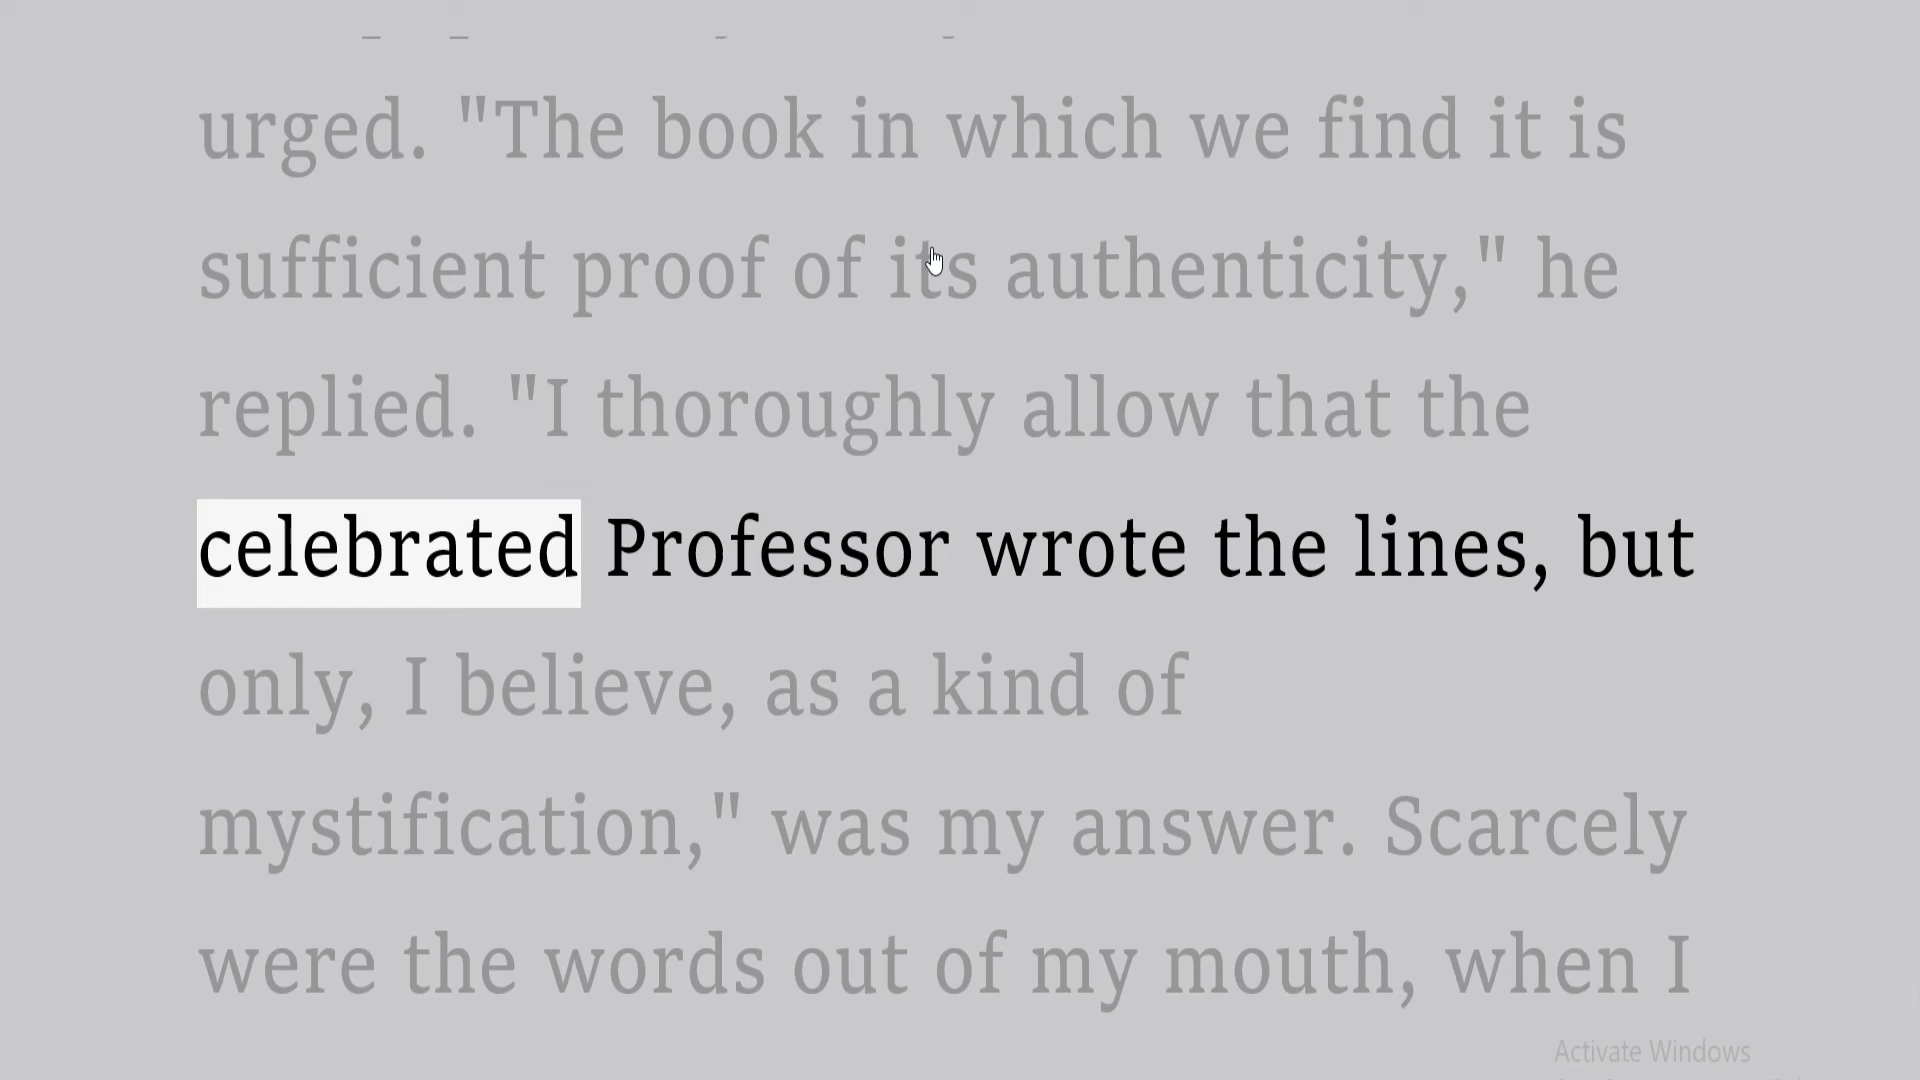 urged. "The book in which we find it is
sufficient proof of its authenticity," he
replied. "I thoroughly allow that the
celebrated Professor wrote the lines, but
only, I believe, as a kind of
mystification," was my answer. Scarcely
were the words out of my mouth, when I
Activate Windows